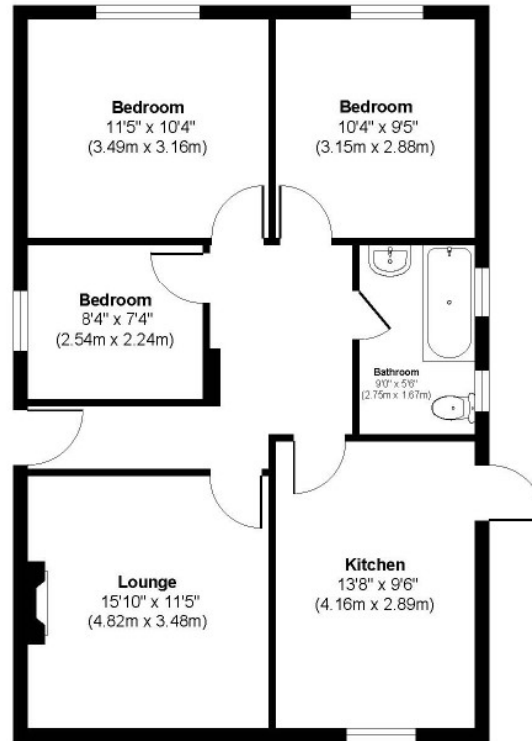 Bedroom
11'5" x 10'4"
(3.49m x 3.16m)
Bedroom
10'4" x 9'5"
(3.15m x 2.88m)
Bedroom
8'4" x 7'4"
(2.54m x 2.24m)
Bathroom
9'0" x 5'6"
(2.75m x 1.67m)
Lounge
15'10" x 11'5"
(4.82m x 3.48m)
Kitchen
13'8" x 9'6"
(4.16m x 2.89m)